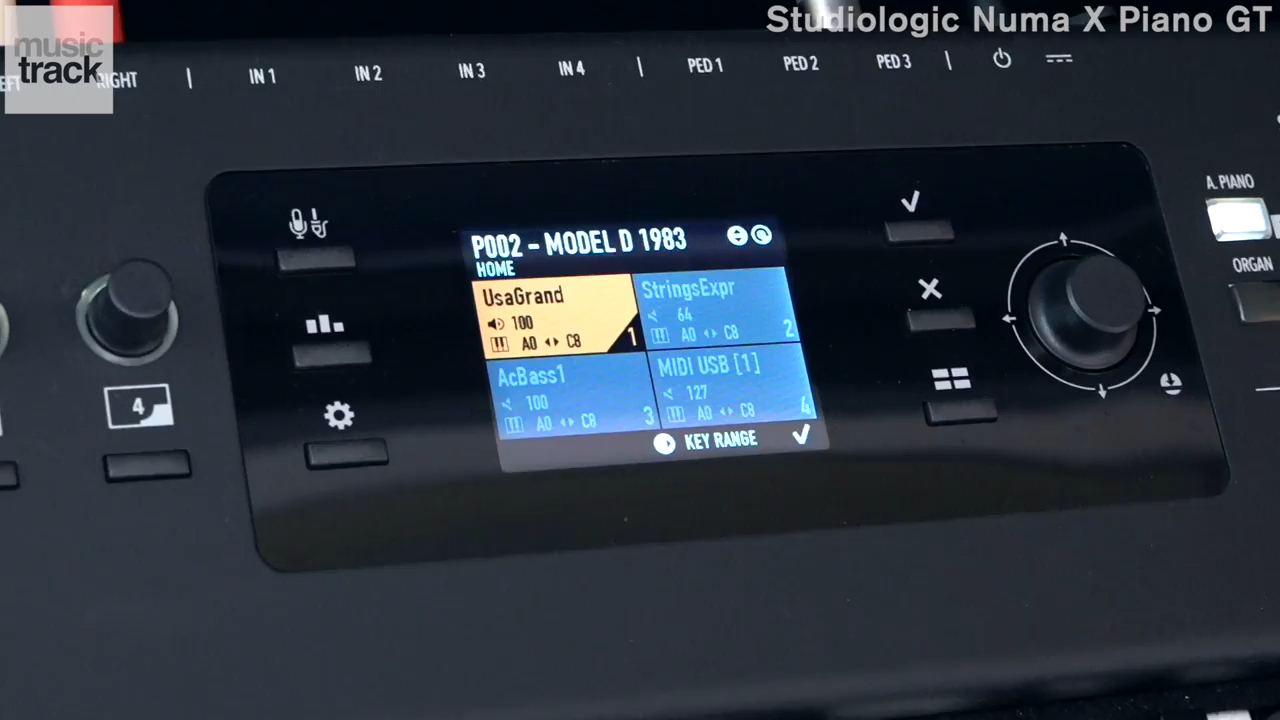 Studiologic Numa X Piano GT
music
track
RIGHT | IN 1 IN 2 IN 3 IN 4 | PED 1 PED 2 PED 3 |
A. PIANO
ORGAN
4
P002 - MODEL D 1983
HOME
UsaGrand
100
A0 C8 1
StringsExpr
64
A0 C8 2
AcBass1
100
A0 C8 3
MIDI USB [1]
127
A0 C8 4
KEY RANGE